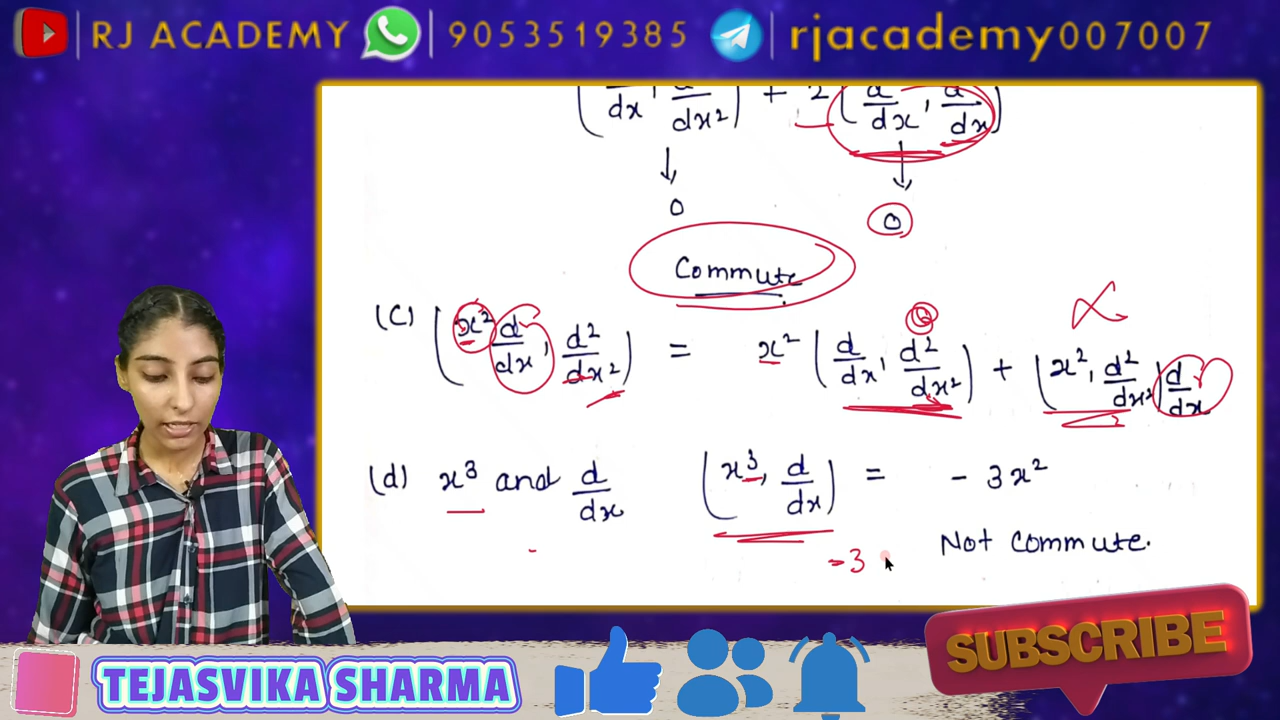 RJ ACADEMY | 9053519385 | rjacademy007007
(d/dx, d/dx²) + 2 (d/dx, d/dx)
↓ ↓
0 0
Commute
(c) (x² d/dx, d²/dx²) = x² (d/dx, d²/dx²) + (x², d²/dx²) d/dx
(d) x³ and d/dx (x³, d/dx) = - 3x²
-3 Not Commute.
SUBSCRIBE
TEJASVIKA SHARMA